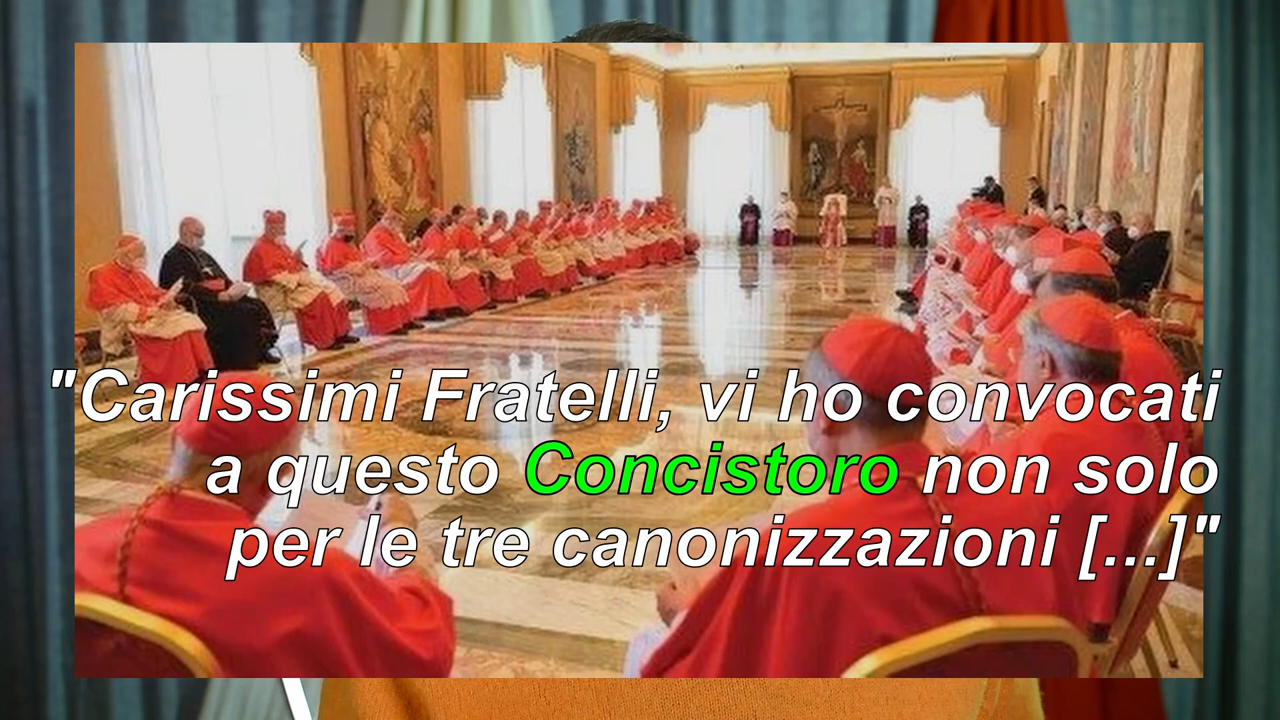 "Carissimi Fratelli, vi ho convocati
a questo Concistoro non solo
per le tre canonizzazioni [...]"